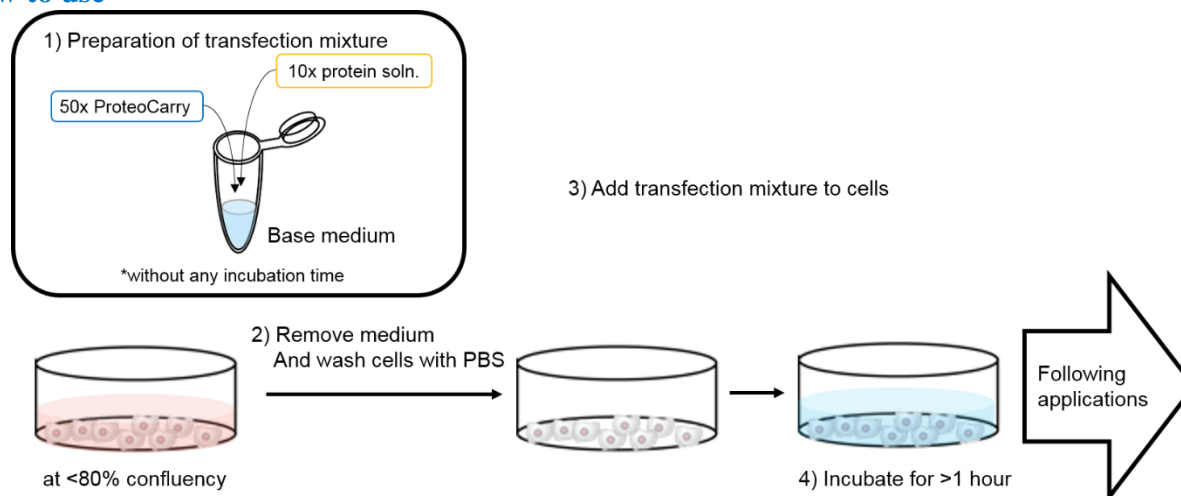 to use
1) Preparation of transfection mixture
10x protein soln.
50x ProteoCarry
Base medium
*without any incubation time
3) Add transfection mixture to cells
2) Remove medium
And wash cells with PBS
Following
applications
at <80% confluency
4) Incubate for >1 hour